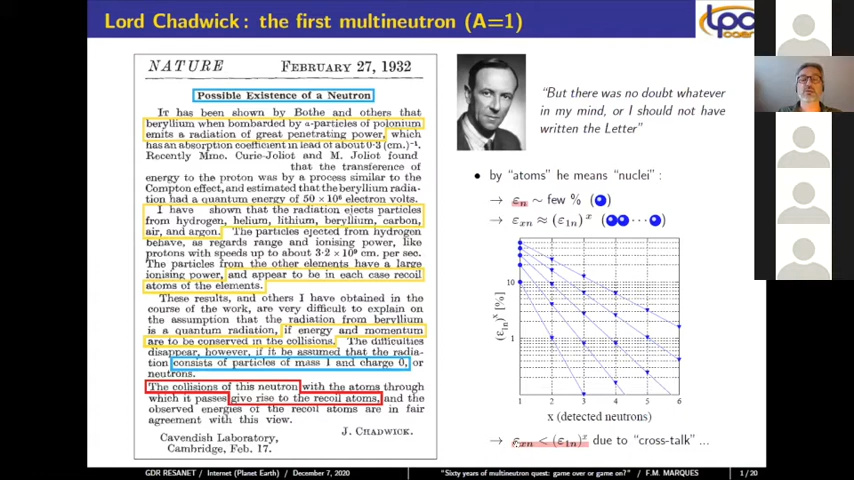 Lord Chadwick : the first multineutron (A=1)
NATURE FEBRUARY 27, 1932
Possible Existence of a Neutron
IT has been shown by Bothe and others that
beryllium when bombarded by α-particles of polonium
emits a radiation of great penetrating power, which
has an absorption coefficient in lead of about 0·3 (cm.)⁻¹.
Recently Mme. Curie-Joliot and M. Joliot found
that the transference of
energy to the proton was by a process similar to the
Compton effect, and estimated that the beryllium radia-
tion had a quantum energy of 50 × 10⁶ electron volts.
I have shown that the radiation ejects particles
from hydrogen, helium, lithium, beryllium, carbon,
air, and argon. The particles ejected from hydrogen
behave, as regards range and ionising power, like
protons with speeds up to about 3·2 × 10⁹ cm. per sec.
The particles from the other elements have a large
ionising power, and appear to be in each case recoil
atoms of the elements.
These results, and others I have obtained in the
course of the work, are very difficult to explain on
the assumption that the radiation from beryllium
is a quantum radiation, if energy and momentum
are to be conserved in the collisions. The difficulties
disappear, however, if it be assumed that the radia-
tion consists of particles of mass 1 and charge 0, or
neutrons.
The collisions of this neutron with the atoms through
which it passes give rise to the recoil atoms, and the
observed energies of the recoil atoms are in fair
agreement with this view.
J. CHADWICK.
Cavendish Laboratory,
Cambridge, Feb. 17.
"But there was no doubt whatever
in my mind, or I should not have
written the Letter"
• by "atoms" he means "nuclei" :
→ εn ∼ few % ( )
→ εxn ≈ (ε1n)ˣ ( ··· )
(ε1n)ˣ [%]
10
1
1 2 3 4 5 6
x (detected neutrons)
→ εxn < (ε1n)ˣ due to "cross-talk" ...
GDR RESANET | Internet (Planet Earth) | December 7, 2020 "Sixty years of multineutron quest: game over or game on?" / F.M. MARQUES 1 / 20